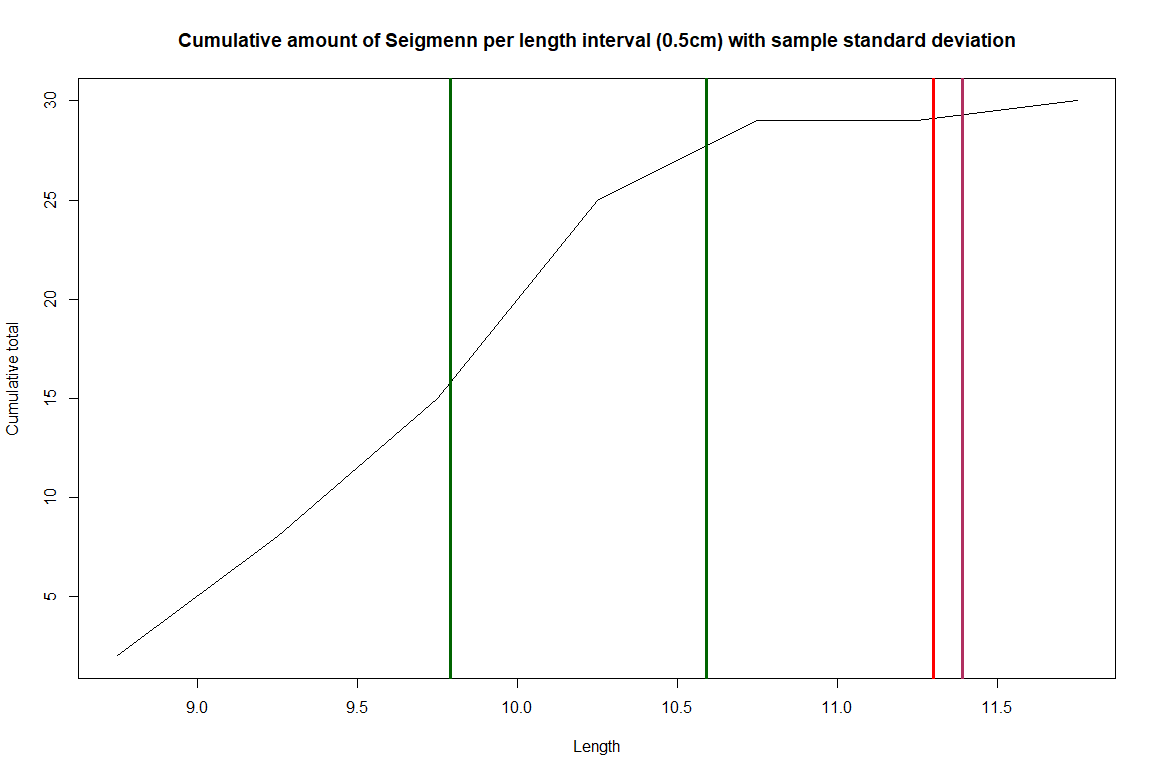 Cumulative amount of Seigmenn per length interval (0.5cm) with sample standard deviation
Cumulative total
30
25
20
15
10
5
9.0 9.5 10.0 10.5 11.0 11.5
Length